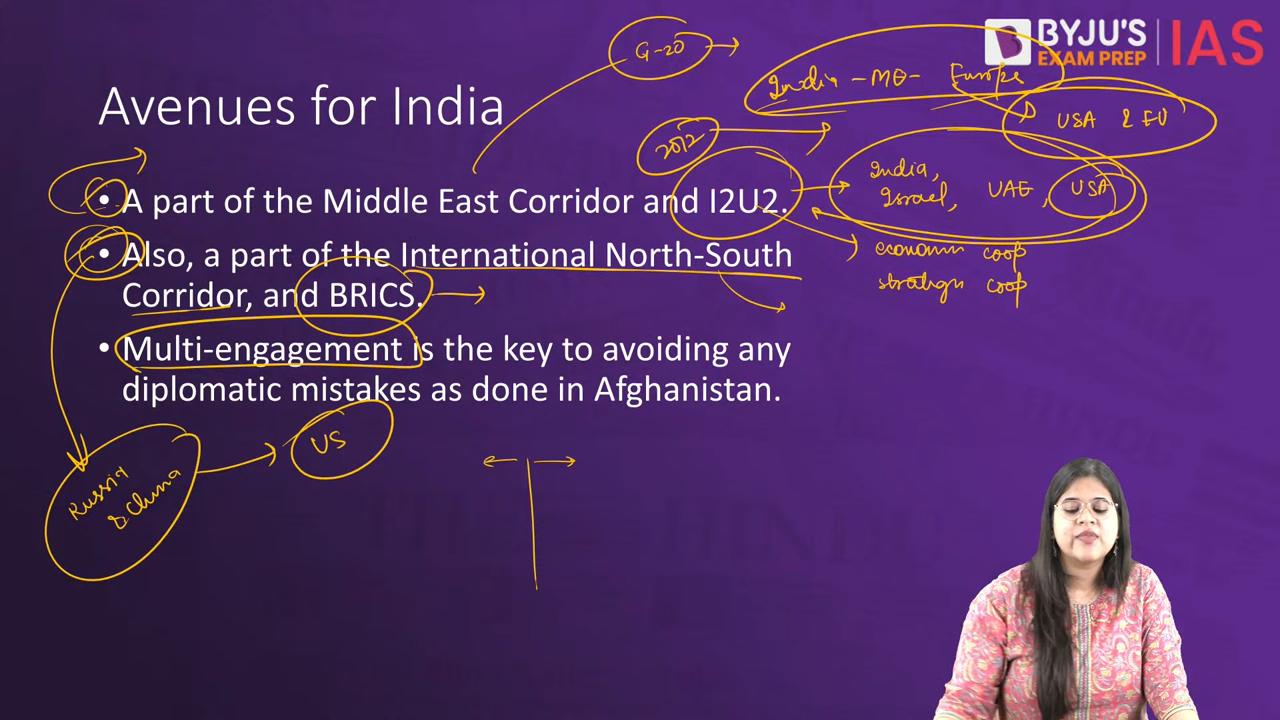 BYJU'S
EXAM PREP
IAS
G-20
India - ME - Europe
USA & EU
Avenues for India
2012
India,
Israel, UAE, USA
• A part of the Middle East Corridor and I2U2.
economic coop
strategic coop
• Also, a part of the International North-South
Corridor, and BRICS.
• Multi-engagement is the key to avoiding any
diplomatic mistakes as done in Afghanistan.
US
Russia
& China